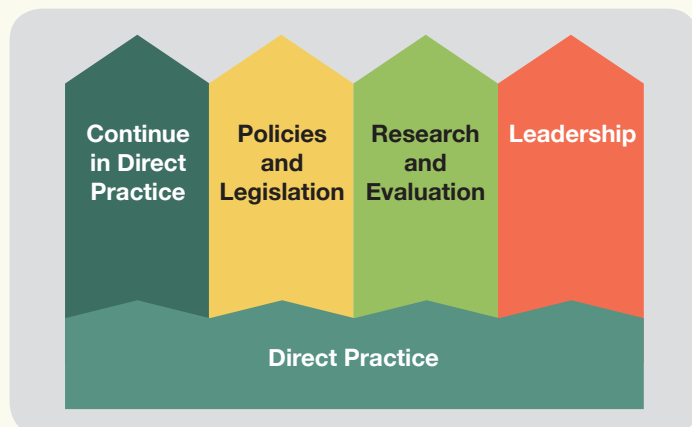 Continue
in Direct
Practice
Policies
and
Legislation
Research
and
Evaluation
Leadership
Direct Practice